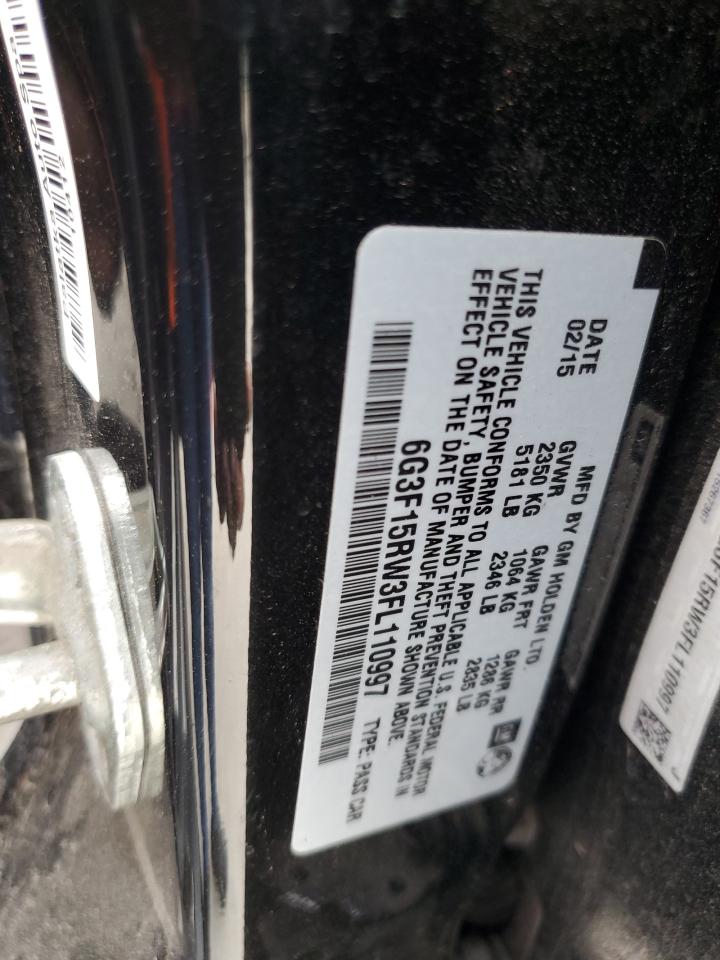 MFD BY GM HOLDEN LTD.
DATE GVWR GAWR FRT GAWR RR
02/15 2350 KG 1064 KG 1286 KG
5181 LB 2346 LB 2835 LB
THIS VEHICLE CONFORMS TO ALL APPLICABLE U.S. FEDERAL MOTOR
VEHICLE SAFETY, BUMPER AND THEFT PREVENTION STANDARDS IN
EFFECT ON THE DATE OF MANUFACTURE SHOWN ABOVE.
6G3F15RW3FL110997 TYPE: PASS CAR
F15RW3FL110997